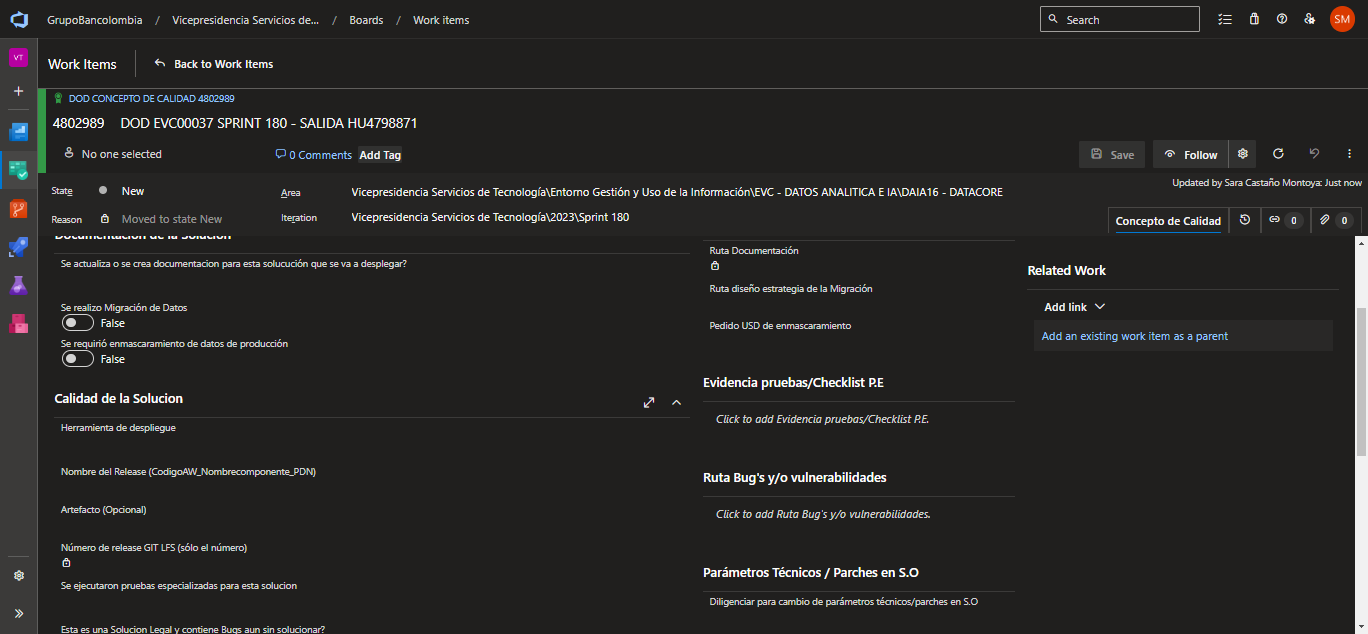 GrupoBancolombia / Vicepresidencia Servicios de... / Boards / Work items
Search
SM
VT
Work Items
Back to Work Items
DOD CONCEPTO DE CALIDAD 4802989
4802989 DOD EVC00037 SPRINT 180 - SALIDA HU4798871
No one selected
0 Comments
Add Tag
Save
Follow
State
New
Area
Vicepresidencia Servicios de Tecnología\Entorno Gestión y Uso de la Información\EVC - DATOS ANALITICA E IA\DAIA16 - DATACORE
Updated by Sara Castaño Montoya: Just now
Reason
Moved to state New
Iteration
Vicepresidencia Servicios de Tecnología\2023\Sprint 180
Concepto de Calidad
0
0
Documentación de la Solución
Se actualiza o se crea documentacion para esta solucución que se va a desplegar?
Se realizo Migración de Datos
False
Se requirió enmascaramiento de datos de producción
False
Calidad de la Solucion
Herramienta de despliegue
Nombre del Release (CodigoAW_Nombrecomponente_PDN)
Artefacto (Opcional)
Número de release GIT LFS (sólo el número)
Se ejecutaron pruebas especializadas para esta solucion
Esta es una Solucion Legal y contiene Bugs aun sin solucionar?
Ruta Documentación
Ruta diseño estrategia de la Migración
Pedido USD de enmascaramiento
Evidencia pruebas/Checklist P.E
Click to add Evidencia pruebas/Checklist P.E.
Ruta Bug's y/o vulnerabilidades
Click to add Ruta Bug's y/o vulnerabilidades.
Parámetros Técnicos / Parches en S.O
Diligenciar para cambio de parámetros técnicos/parches en S.O
Related Work
Add link
Add an existing work item as a parent